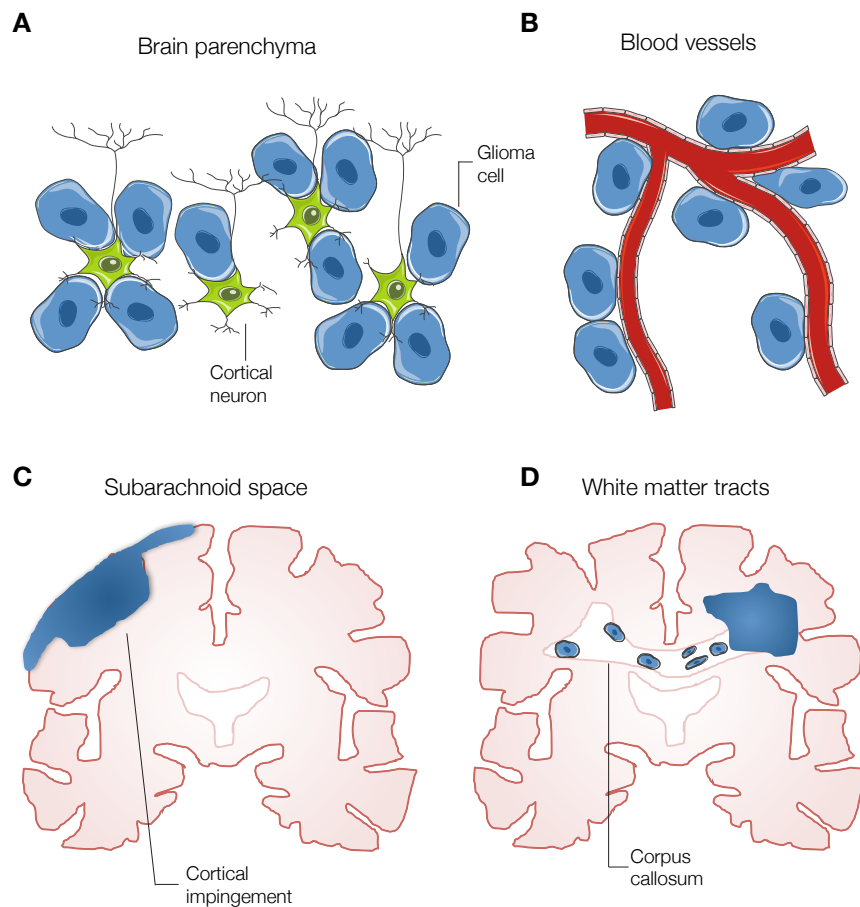 A
Brain parenchyma
B
Blood vessels
Glioma
cell
Cortical
neuron
C
Subarachnoid space
D
White matter tracts
Cortical
impingement
Corpus
callosum